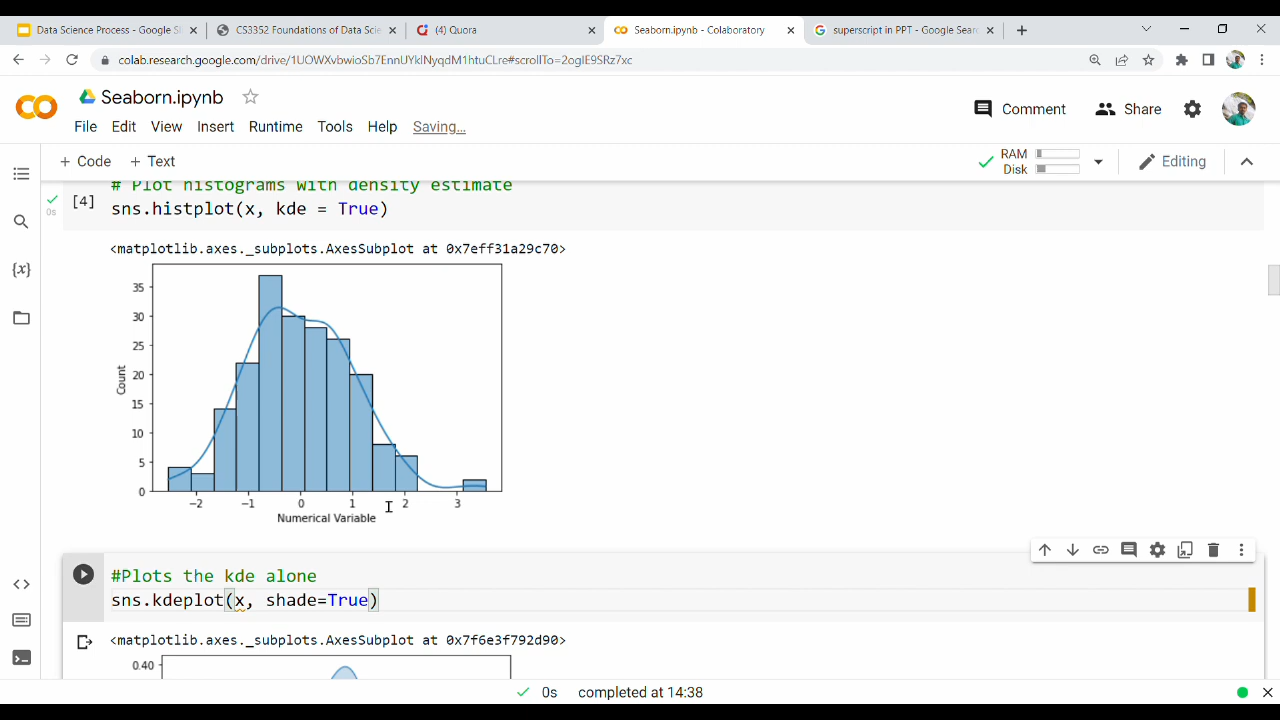 Data Science Process - Google Sl
CS3352 Foundations of Data Scie
(4) Quora
Seaborn.ipynb - Colaboratory
superscript in PPT - Google Sear
colab.research.google.com/drive/1UOWXvbwioSb7EnnUYklNyqdM1htuCLre#scrollTo=2oglE9SRz7xc
Seaborn.ipynb
Comment
Share
File Edit View Insert Runtime Tools Help Saving...
+ Code + Text
RAM
Disk
Editing
# Plot histograms with density estimate
[4]
0s
sns.histplot(x, kde = True)
<matplotlib.axes._subplots.AxesSubplot at 0x7eff31a29c70>
35
30
25
20
15
10
5
0
Count
−2 −1 0 1 2 3
Numerical Variable
{x}
#Plots the kde alone
sns.kdeplot(x, shade=True)
<matplotlib.axes._subplots.AxesSubplot at 0x7f6e3f792d90>
0.40
0s completed at 14:38